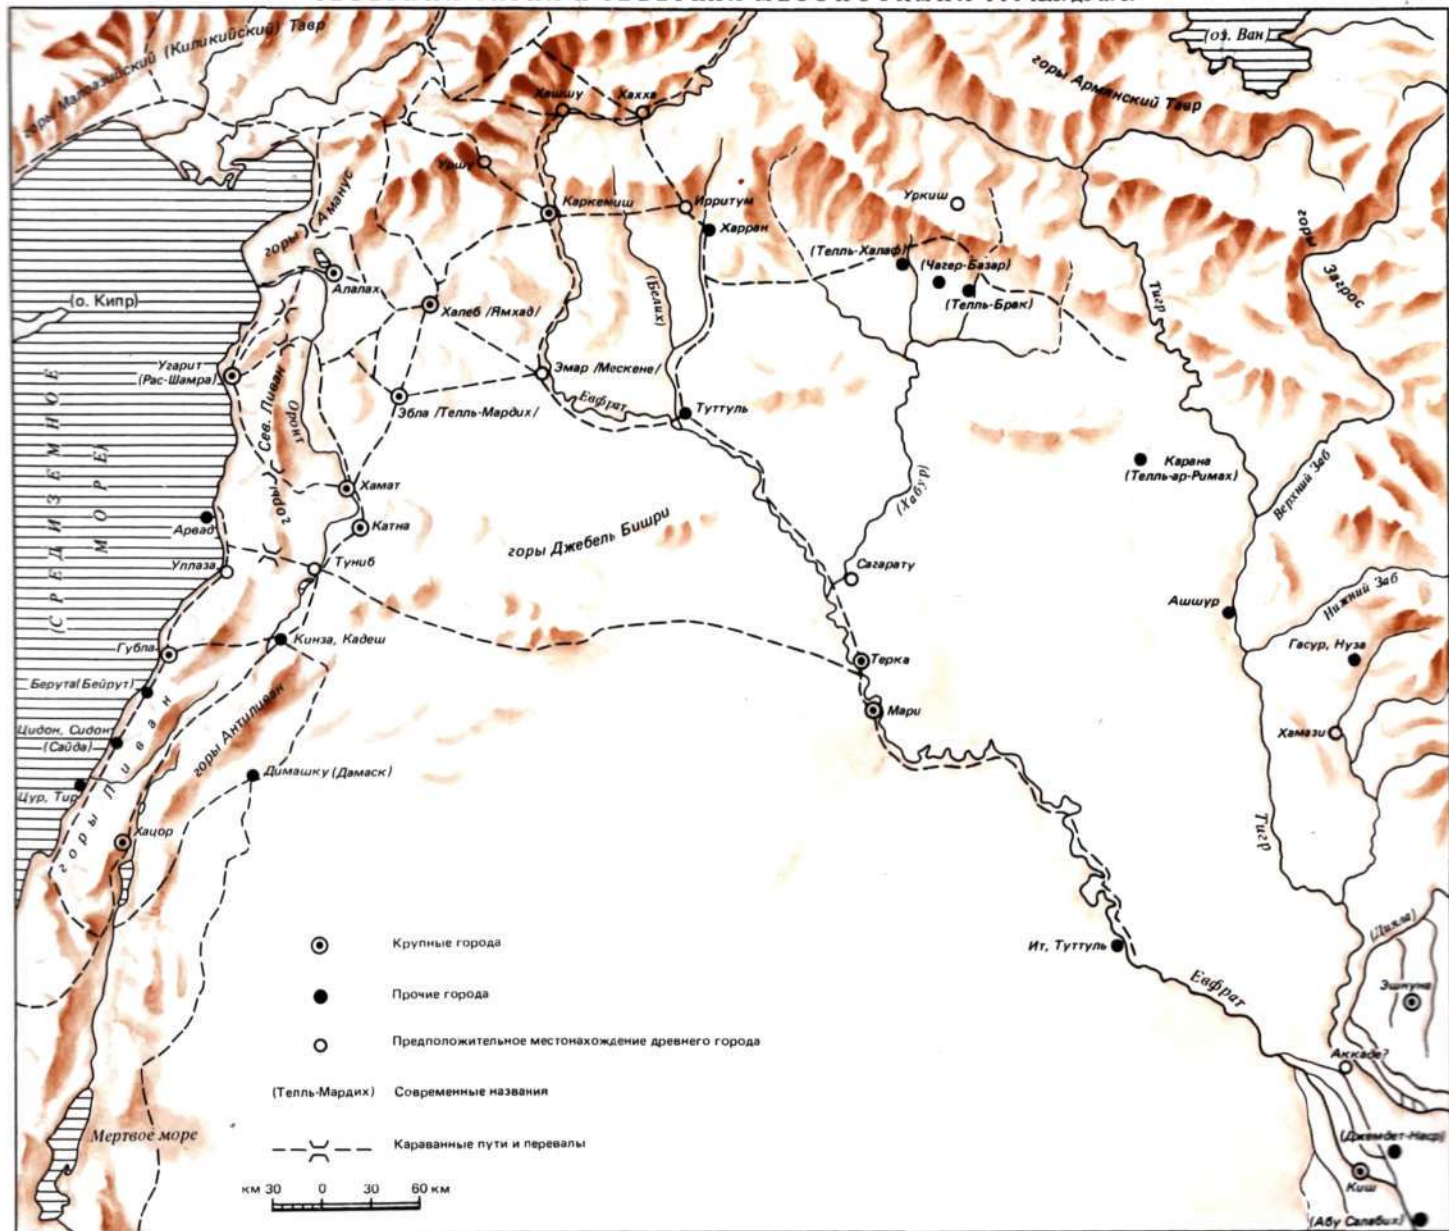 горы Малоазийский (Киликийский) Тавр
(оз. Ван)
горы Армянский Тавр
Хашшу
Хахха
Уршу
горы Аманус
Каркемиш
Ирритум
Харран
Уркиш
горы Загрос
(Телль-Халаф)
(Чагер-Базар)
(Телль-Брак)
Тигр
(о. Кипр)
Алалах
Халеб /Ямхад/
(Белих)
Угарит
(Рас-Шамра)
Эмар /Мескене/
Евфрат
Эбла /Телль-Мардих/
Туттуль
(СРЕДИЗЕМНОЕ
МОРЕ)
горы Сев. Ливан
Оронт
Карана
(Телль-ар-Римах)
Верхний Заб
(Хабур)
Хамат
Арвад
Катна
горы Джебель Бишри
Уллаза
Туниб
Сагарату
Ашшур
Нижний Заб
Кинза, Кадеш
Губла
Терка
Гасур, Нуза
Берута(Бейрут)
Мари
Цидон, Сидон
(Сайда)
Хамази
горы Антиливан
Димашку (Дамаск)
Цур, Тир
горы Ливан
Хацор
Тигр
(Дияла)
Крупные города
Ит, Туттуль
Евфрат
Прочие города
Эшнуна
Предположительное местонахождение древнего города
Аккаде?
(Телль-Мардих) Современные названия
Мертвое море
Караванные пути и перевалы
(Джемдет-Наср)
км 30 0 30 60 км
Киш
(Абу Салабих)